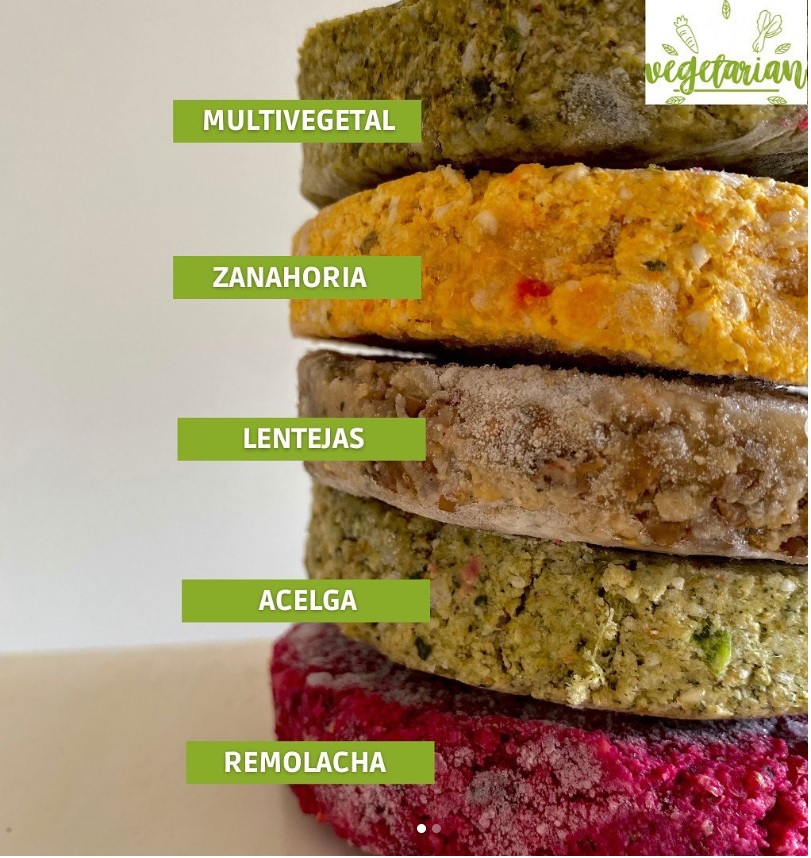 vegetarian
MULTIVEGETAL
ZANAHORIA
LENTEJAS
ACELGA
REMOLACHA